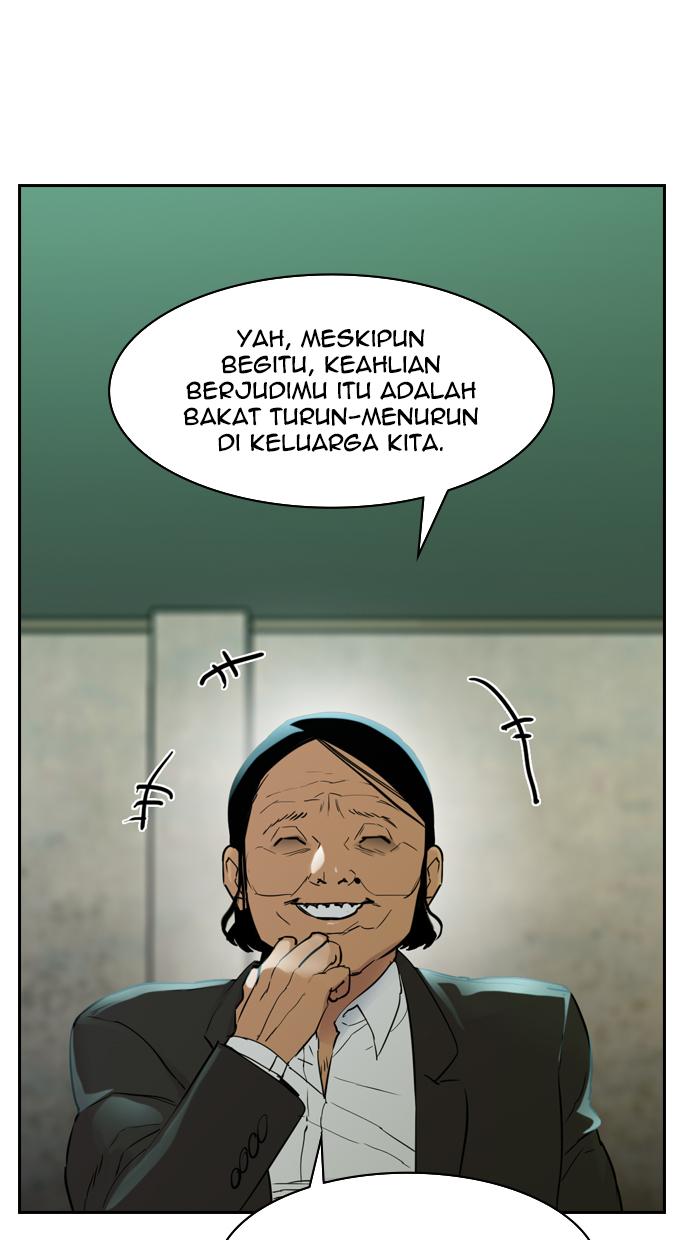 YAH, MESKIPUN
BEGITU, KEAHLIAN
BERJUDIMU ITU ADALAH
BAKAT TURUN-MENURUN
DI KELUARGA KITA.